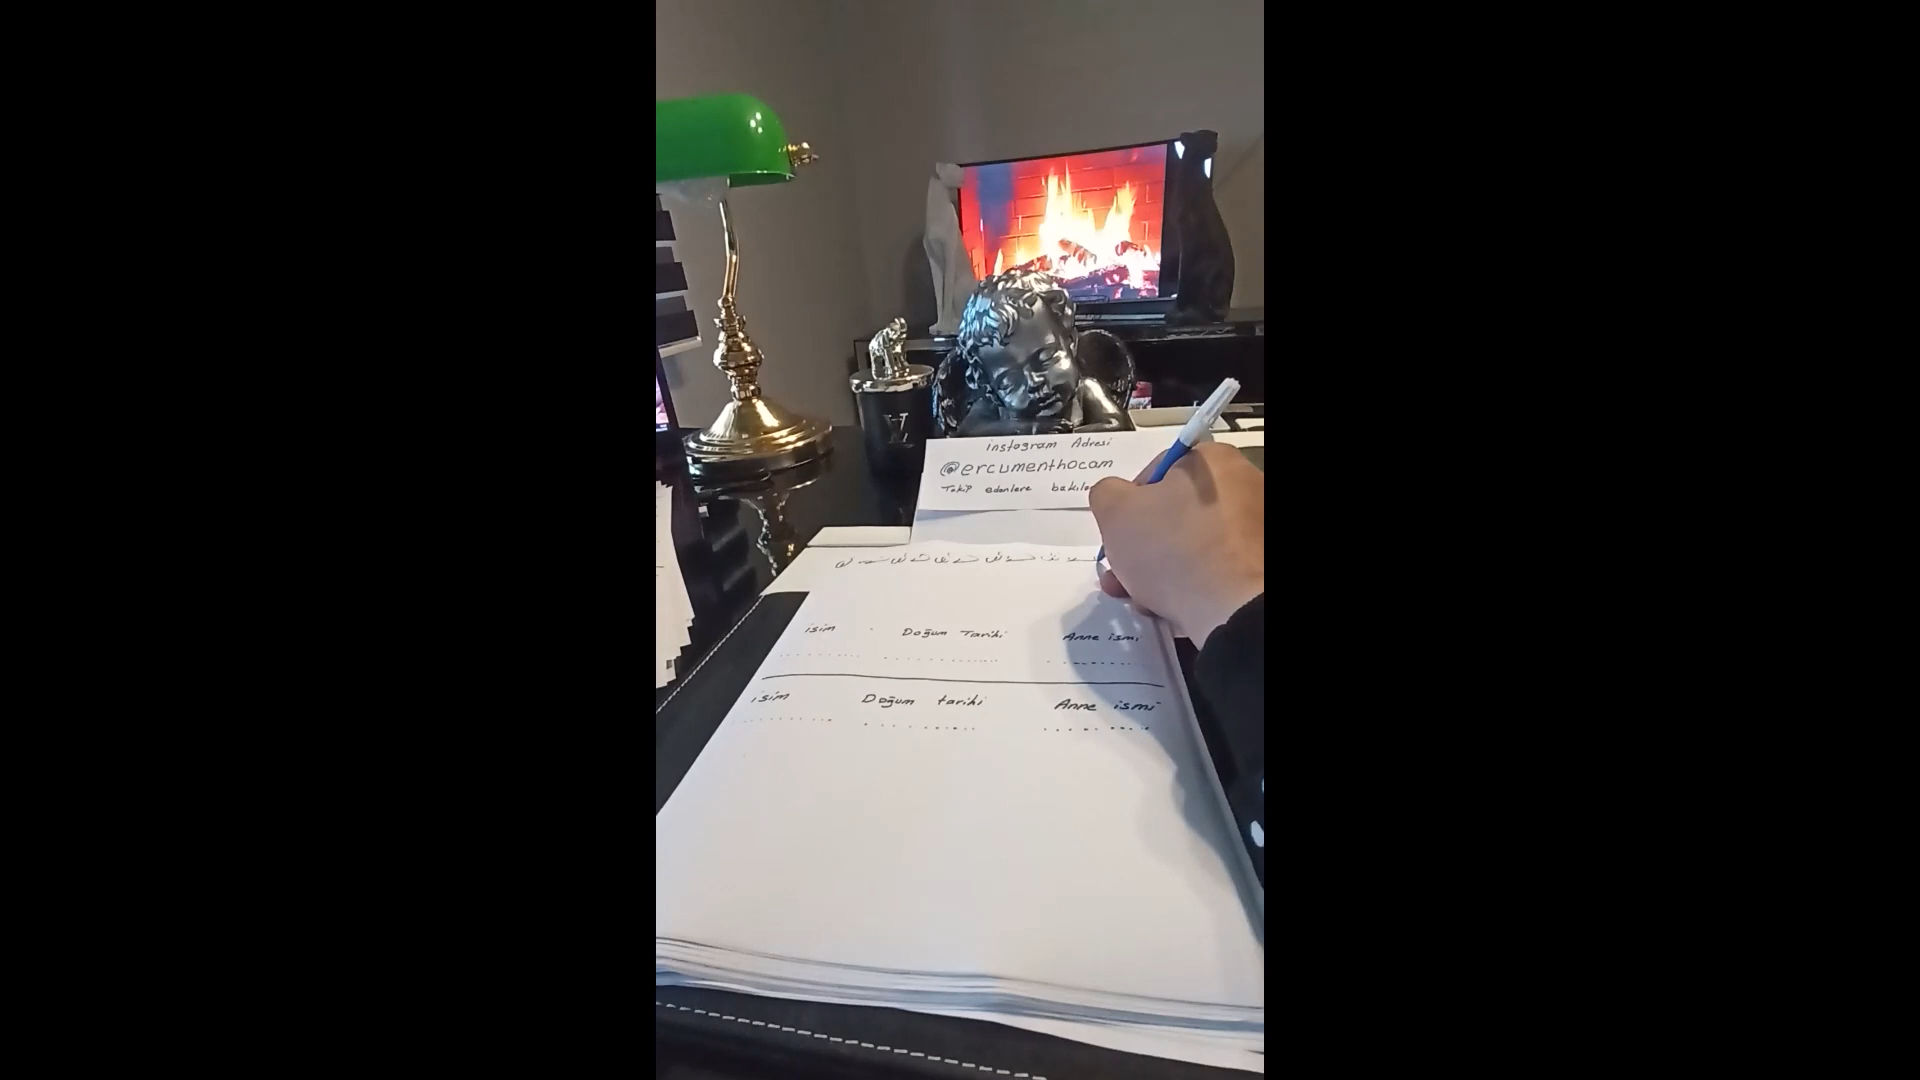 instagram Adresi
@ercumenthocam
Takip edenlere
isim Doğum Tarihi Anne ismi
isim Doğum tarihi Anne ismi